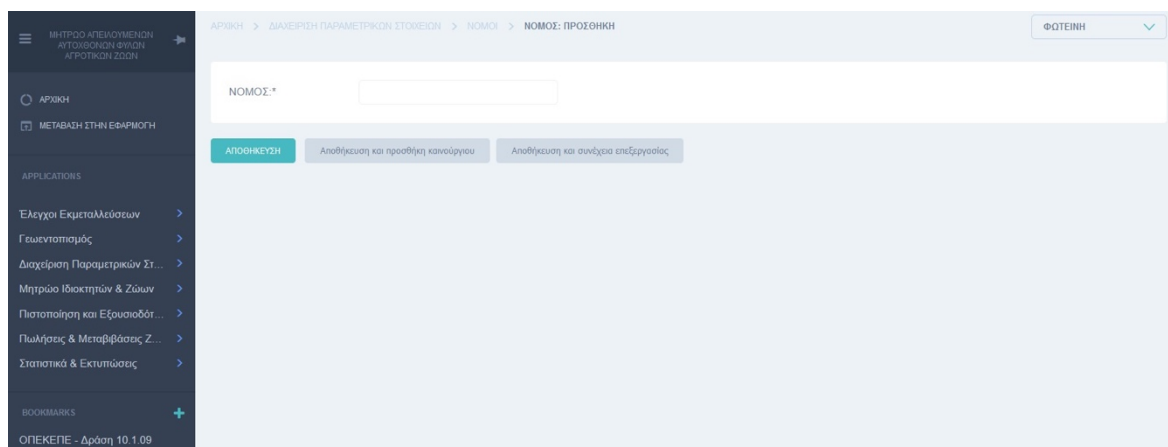 ΜΗΤΡΩΟ ΑΠΕΙΛΟΥΜΕΝΩΝ
ΑΥΤΟΧΘΟΝΩΝ ΦΥΛΩΝ
ΑΓΡΟΤΙΚΩΝ ΖΩΩΝ
ΑΡΧΙΚΗ
ΜΕΤΑΒΑΣΗ ΣΤΗΝ ΕΦΑΡΜΟΓΗ
APPLICATIONS
Έλεγχοι Εκμεταλλεύσεων >
Γεωεντοπισμός >
Διαχείριση Παραμετρικών Στ... >
Μητρώο Ιδιοκτητών & Ζώων >
Πιστοποίηση και Εξουσιοδότ... >
Πωλήσεις & Μεταβιβάσεις Ζ... >
Στατιστικά & Εκτυπώσεις >
BOOKMARKS +
ΟΠΕΚΕΠΕ - Δράση 10.1.09
ΑΡΧΙΚΗ > ΔΙΑΧΕΙΡΙΣΗ ΠΑΡΑΜΕΤΡΙΚΩΝ ΣΤΟΙΧΕΙΩΝ > ΝΟΜΟΙ > ΝΟΜΟΣ: ΠΡΟΣΘΗΚΗ
ΦΩΤΕΙΝΗ
ΝΟΜΟΣ:*
ΑΠΟΘΗΚΕΥΣΗ Αποθήκευση και προσθήκη καινούργιου Αποθήκευση και συνέχεια επεξεργασίας